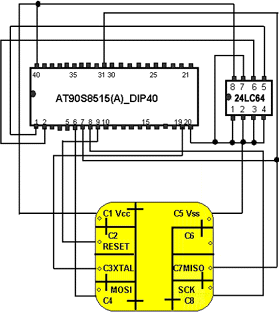 40 35 31 30 25 21
AT90S8515(A)_DIP40
1 2 5 6 7 8 9 10 15 19 20
8 7 6 5
24LC64
1 2 3 4
C1 Vcc C5 Vss
C2 C6
RESET
C3XTAL C7MISO
MOSI SCK
C4 C8